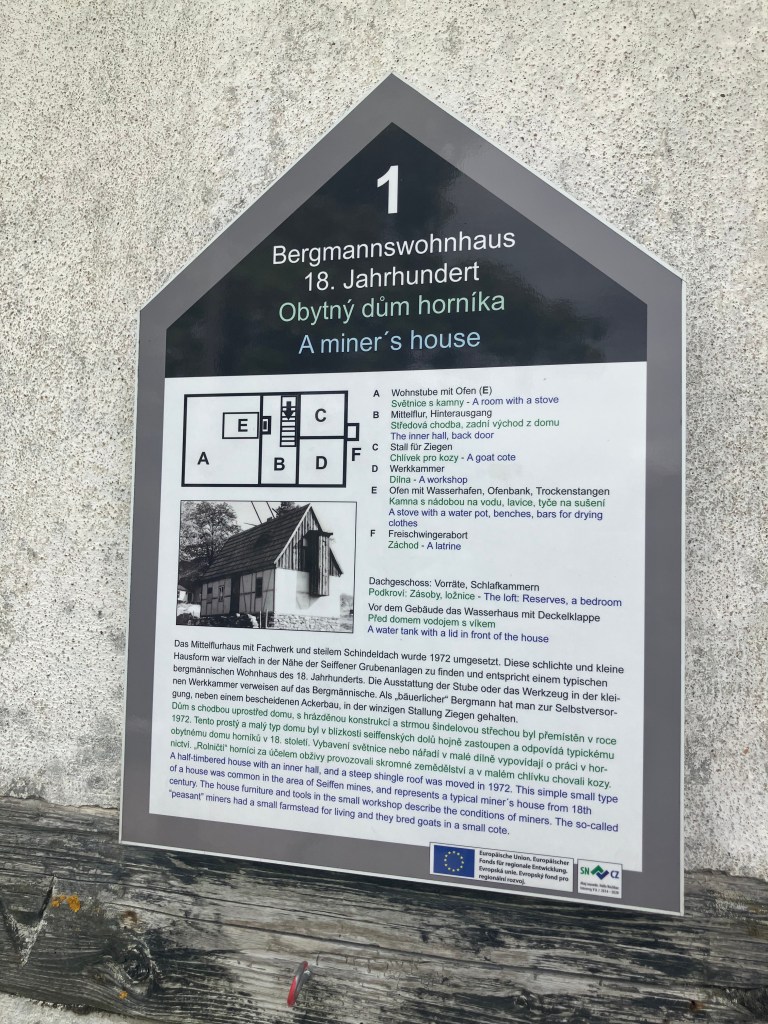 1
Bergmannswohnhaus
18. Jahrhundert
Obytný dům horníka
A miner´s house
A
B
C
D
E
F
A Wohnstube mit Ofen (E)
Světnice s kamny - A room with a stove
B Mittelflur, Hinterausgang
Středová chodba, zadní východ z domu
The inner hall, back door
C Stall für Ziegen
Chlívek pro kozy - A goat cote
D Werkkammer
Dílna - A workshop
E Ofen mit Wasserhafen, Ofenbank, Trockenstangen
Kamna s nádobou na vodu, lavice, tyče na sušení
A stove with a water pot, benches, bars for drying
clothes
F Freischwingerabort
Záchod - A latrine
Dachgeschoss: Vorräte, Schlafkammern
Podkroví: Zásoby, ložnice - The loft: Reserves, a bedroom
Vor dem Gebäude das Wasserhaus mit Deckelklappe
Před domem vodojem s víkem
A water tank with a lid in front of the house
Das Mittelflurhaus mit Fachwerk und steilem Schindeldach wurde 1972 umgesetzt. Diese schlichte und kleine
Hausform war vielfach in der Nähe der Seiffener Grubenanlagen zu finden und entspricht einem typischen
bergmännischen Wohnhaus des 18. Jahrhunderts. Die Ausstattung der Stube oder das Werkzeug in der klei-
nen Werkkammer verweisen auf das Bergmännische. Als „bäuerlicher“ Bergmann hat man zur Selbstversor-
gung, neben einem bescheidenen Ackerbau, in der winzigen Stallung Ziegen gehalten.
Dům s chodbou uprostřed domu, s hrázděnou konstrukcí a strmou šindelovou střechou byl přemístěn v roce
1972. Tento prostý a malý typ domu byl v blízkosti seiffenských dolů hojně zastoupen a odpovídá typickému
obytnému domu horníků v 18. století. Vybavení světnice nebo nářadí v malé dílně vypovídají o práci v hor-
nictví. „Rolničtí“ horníci za účelem obživy provozovali skromné zemědělství a v malém chlívku chovali kozy.
A half-timbered house with an inner hall, and a steep shingle roof was moved in 1972. This simple small type
of a house was common in the area of Seiffen mines, and represents a typical miner´s house from 18th
century. The house furniture and tools in the small workshop describe the conditions of miners. The so-called
“peasant” miners had a small farmstead for living and they bred goats in a small cote.
Europäische Union. Europäischer
Fonds für regionale Entwicklung.
Evropská unie. Evropský fond pro
regionální rozvoj.
SN CZ